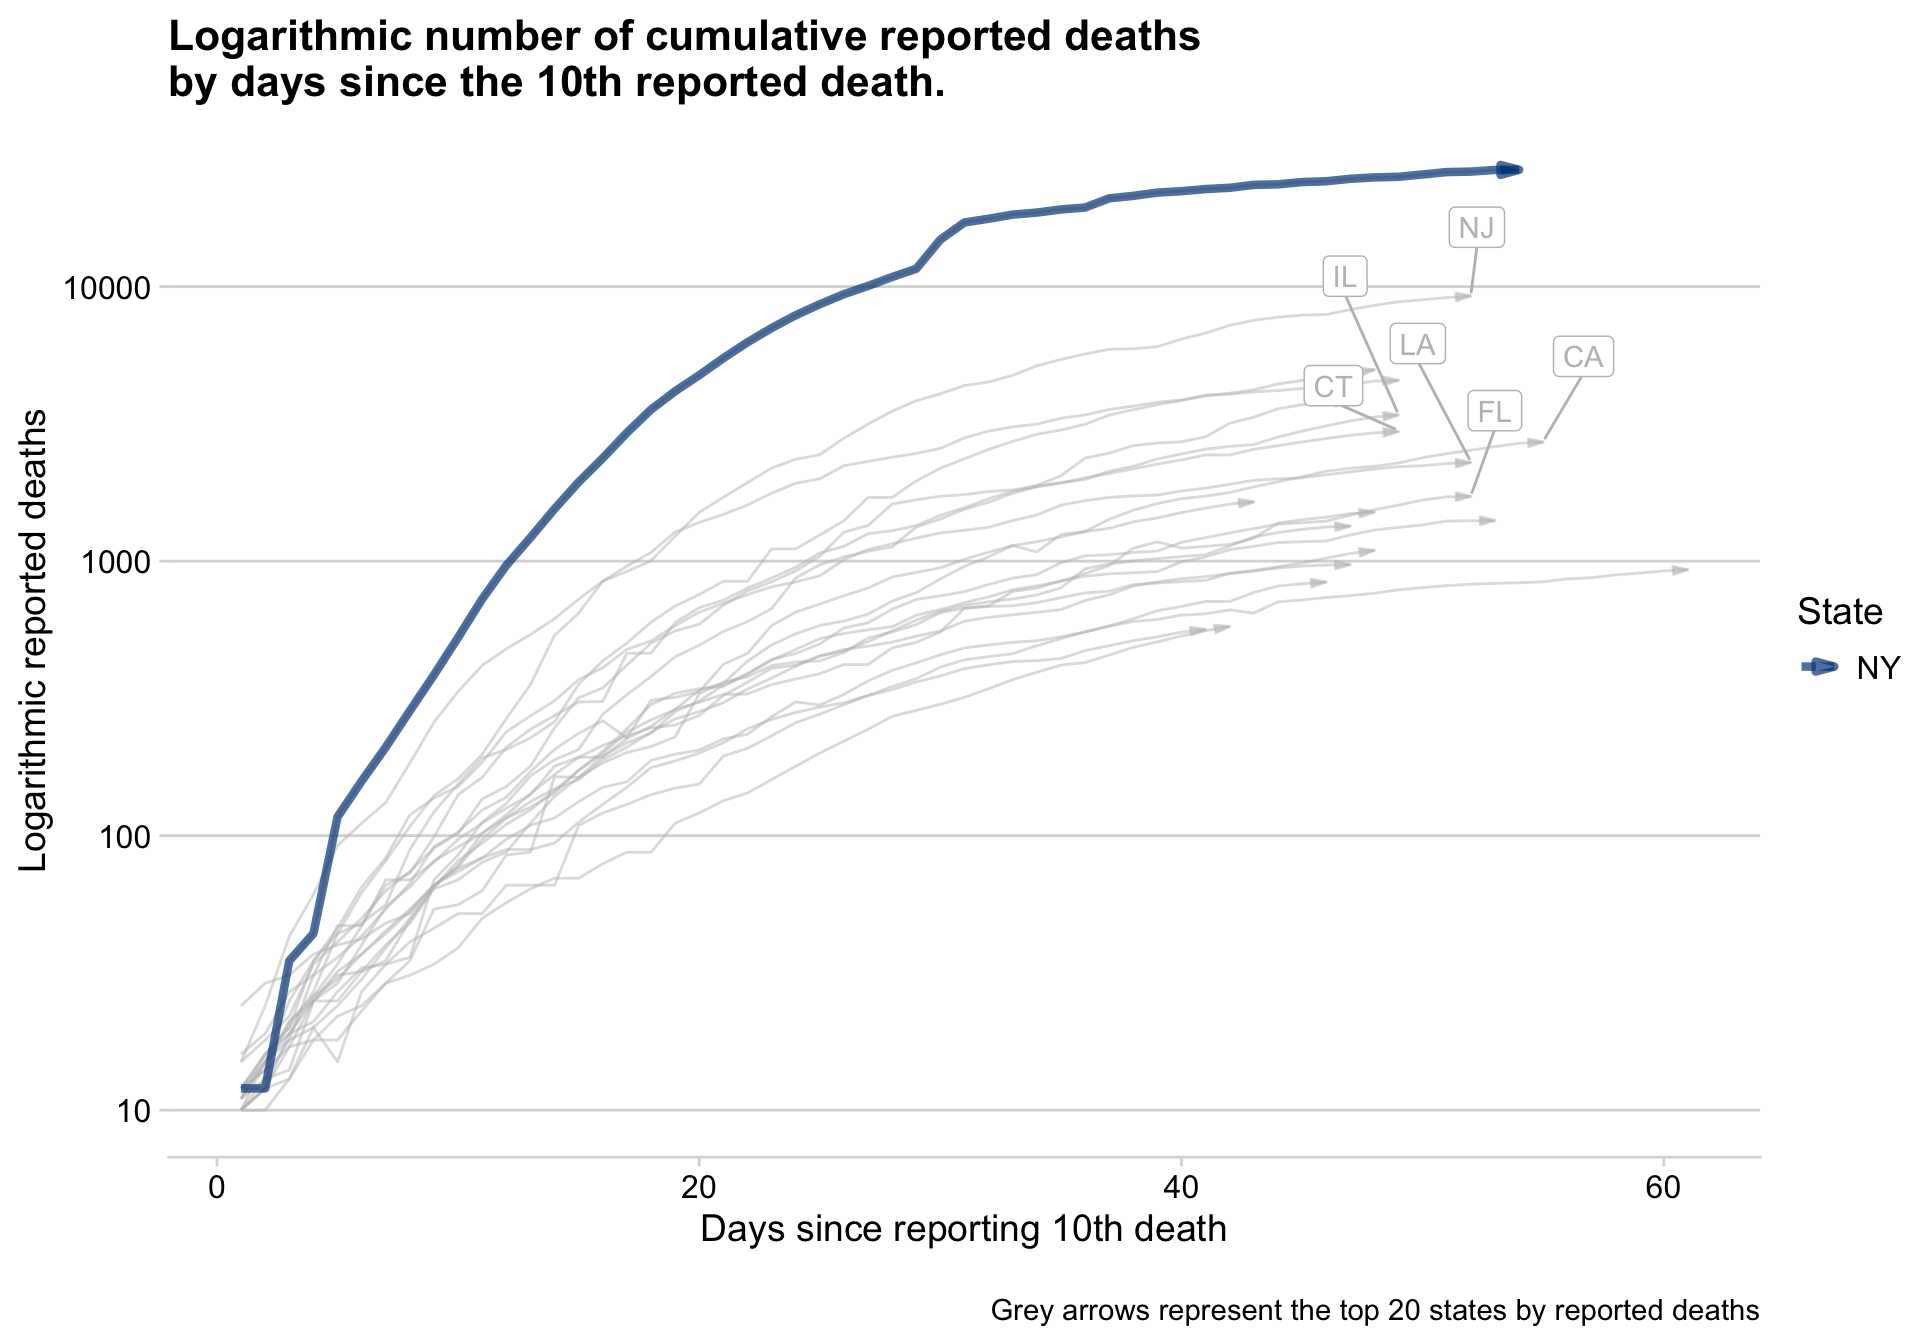 Logarithmic number of cumulative reported deaths
by days since the 10th reported death.
Logarithmic reported deaths
10000
1000
100
10
NJ
IL
LA
CA
CT
FL
State
NY
0 20 40 60
Days since reporting 10th death
Grey arrows represent the top 20 states by reported deaths